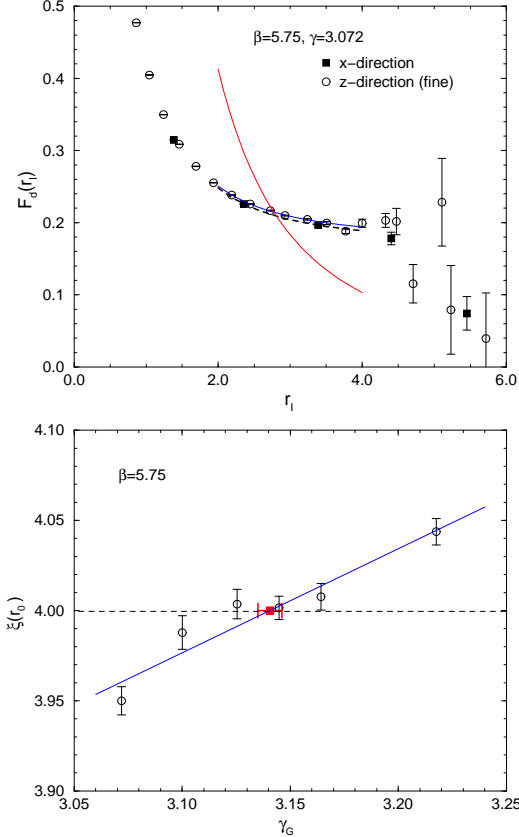 0.5
β=5.75, γ=3.072
x−direction
z−direction (fine)
0.4
0.3
F_d(r_I)
0.2
0.1
0.0
0.0 2.0 4.0 6.0
r_I
4.10
β=5.75
4.05
ξ(r_0)
4.00
3.95
3.90
3.05 3.10 3.15 3.20 3.25
γ_G